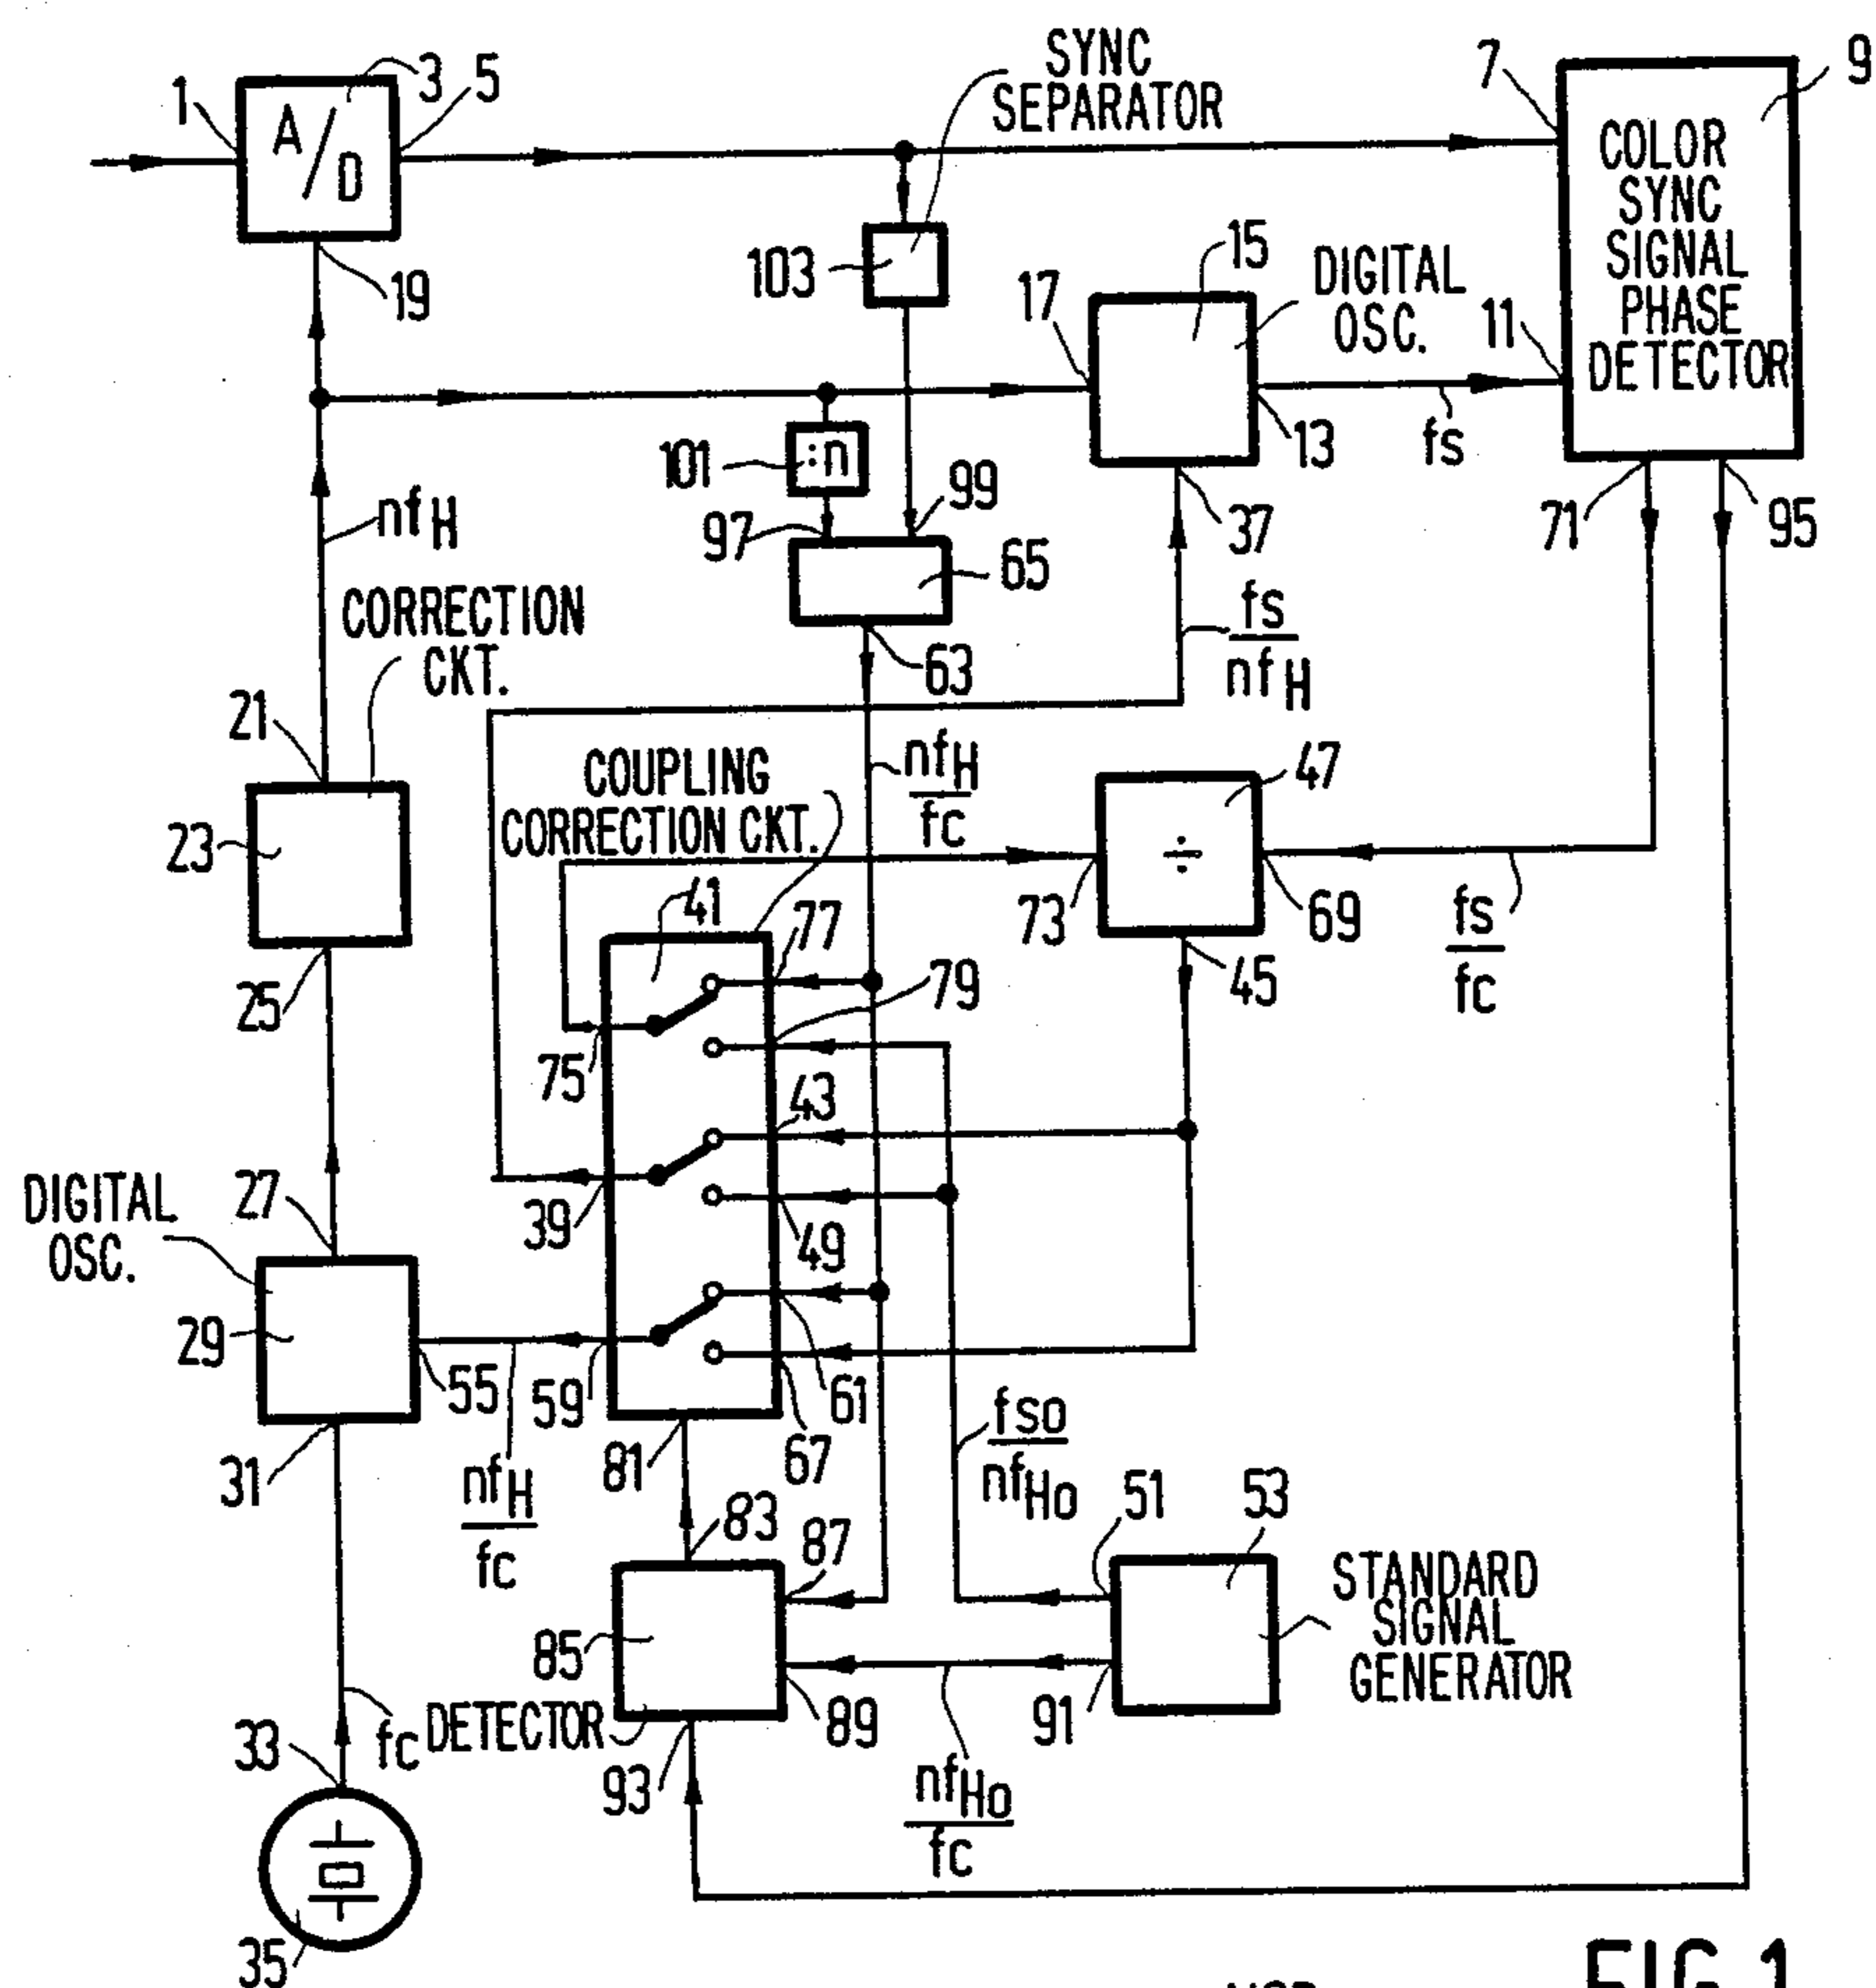 1
A/D
3
5
SYNC
SEPARATOR
7
9
COLOR
SYNC
SIGNAL
PHASE
DETECTOR
19
103
17
15
DIGITAL
OSC.
11
101
:n
13
fs
nfH
97
99
37
71
95
65
CORRECTION
CKT.
63
fs
nfH
21
COUPLING
CORRECTION CKT.
nfH
fc
47
÷
23
73
69
fs
fc
41
77
79
45
25
75
43
DIGITAL
OSC.
27
39
49
29
55
59
61
fso
nfHo
31
nfH
fc
81
67
51
53
83
87
STANDARD
SIGNAL
GENERATOR
85
DETECTOR
89
91
33
fc
93
nfHo
fc
35
FIG.1